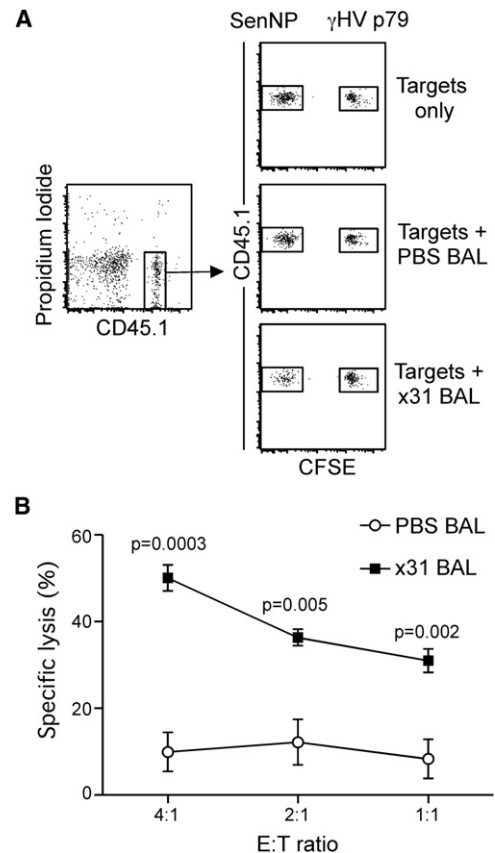 A
SenNP γHV p79
Targets only
Targets + PBS BAL
Targets + x31 BAL
Propidium Iodide
CD45.1
CD45.1
CFSE
B
PBS BAL
x31 BAL
p=0.0003
p=0.005
p=0.002
Specific lysis (%)
60
40
20
0
4:1 2:1 1:1
E:T ratio